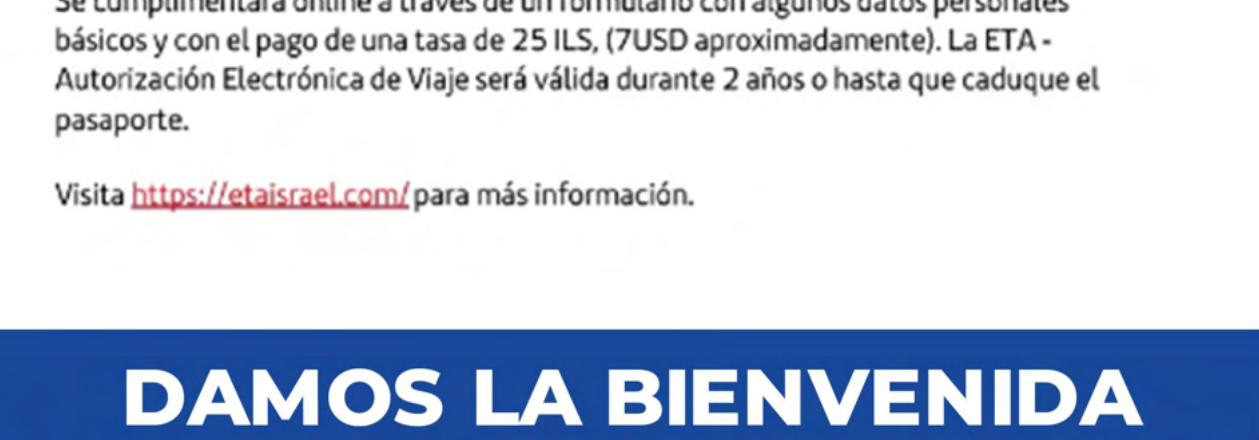 Se cumplimentará online a través de un formulario con algunos datos personales
básicos y con el pago de una tasa de 25 ILS, (7USD aproximadamente). La ETA -
Autorización Electrónica de Viaje será válida durante 2 años o hasta que caduque el
pasaporte.
Visita https://etaisrael.com/ para más información.
DAMOS LA BIENVENIDA